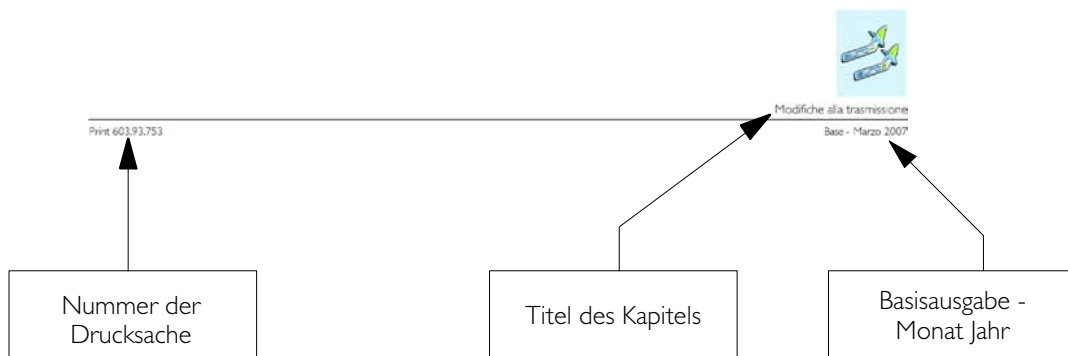 Modifiche alla trasmissione
Print 603.93.753
Base - Marzo 2007
Nummer der
Drucksache
Titel des Kapitels
Basisausgabe -
Monat Jahr